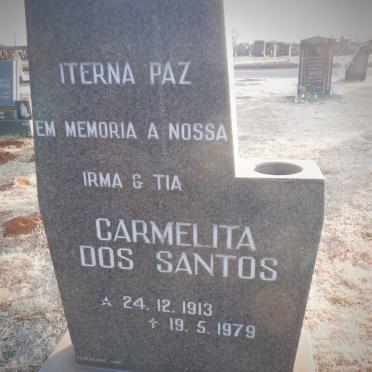 ITERNA PAZ
EM MEMORIA A NOSSA
IRMA & TIA
CARMELITA
DOS SANTOS
☆ 24. 12. 1913
✝ 19. 5. 1979